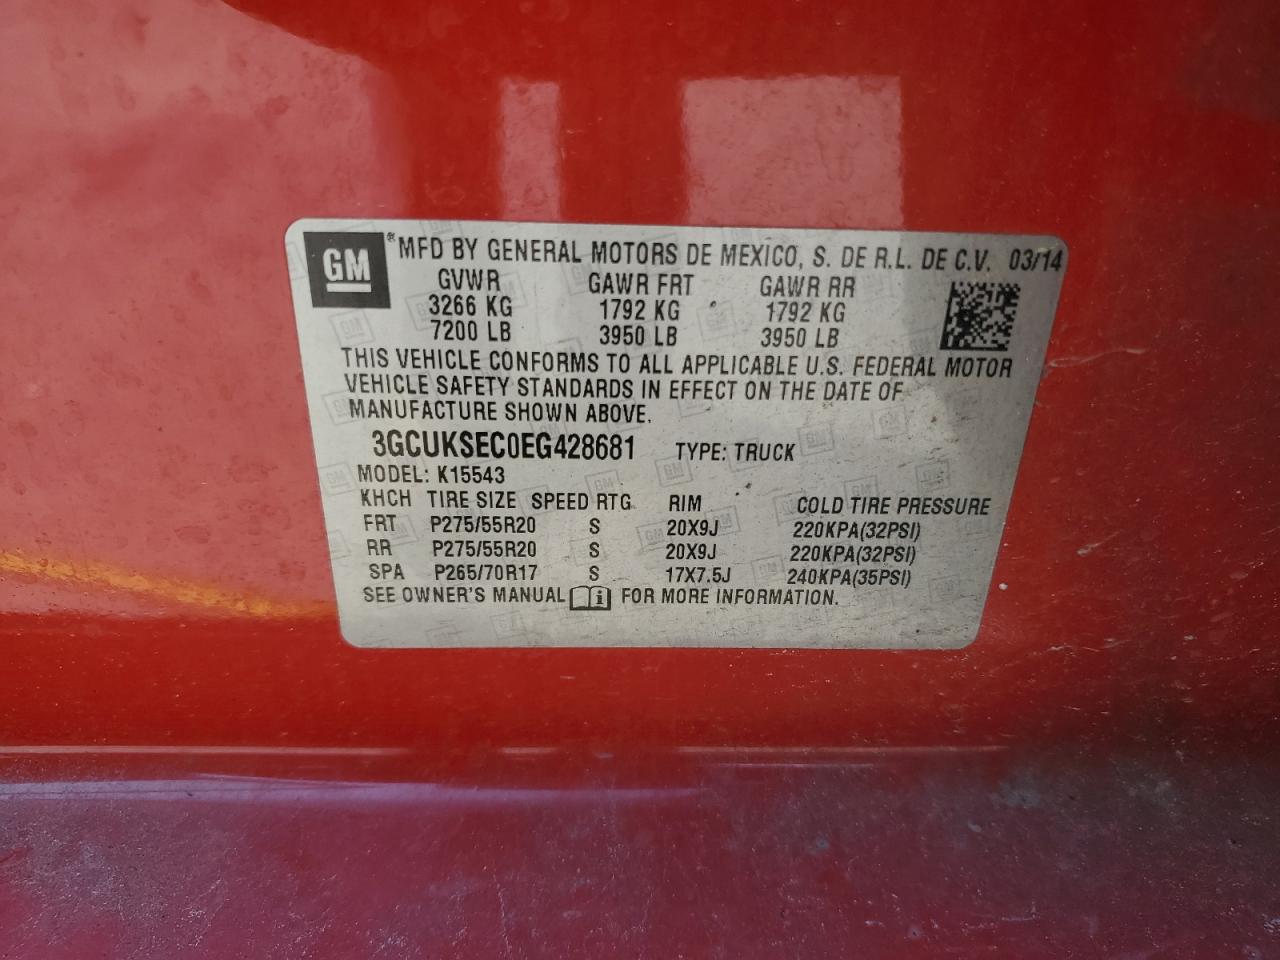 GM ® MFD BY GENERAL MOTORS DE MEXICO, S. DE R.L. DE C.V. 03/14
GVWR GAWR FRT GAWR RR
3266 KG 1792 KG 1792 KG
7200 LB 3950 LB 3950 LB
THIS VEHICLE CONFORMS TO ALL APPLICABLE U.S. FEDERAL MOTOR
VEHICLE SAFETY STANDARDS IN EFFECT ON THE DATE OF
MANUFACTURE SHOWN ABOVE.
3GCUKSEC0EG428681 TYPE: TRUCK
MODEL: K15543
KHCH TIRE SIZE SPEED RTG RIM COLD TIRE PRESSURE
FRT P275/55R20 S 20X9J 220KPA(32PSI)
RR P275/55R20 S 20X9J 220KPA(32PSI)
SPA P265/70R17 S 17X7.5J 240KPA(35PSI)
SEE OWNER'S MANUAL i FOR MORE INFORMATION.